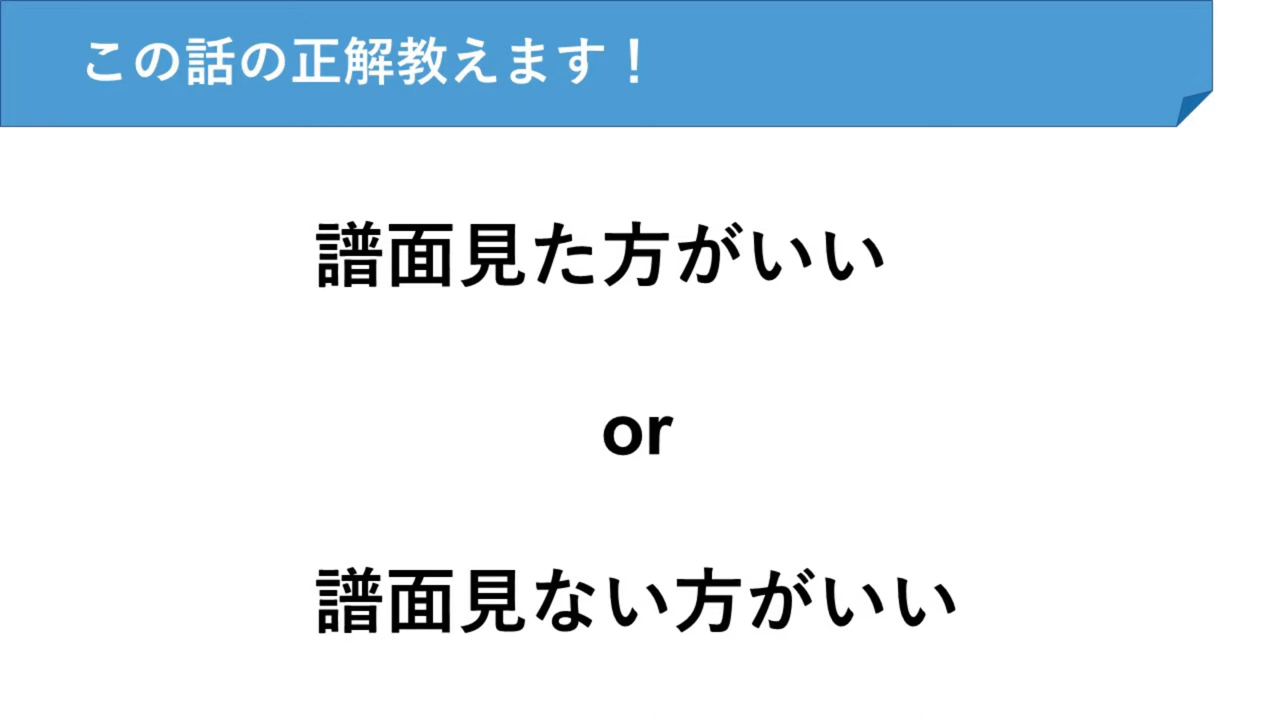 この話の正解教えます！
譜面見た方がいい
or
譜面見ない方がいい